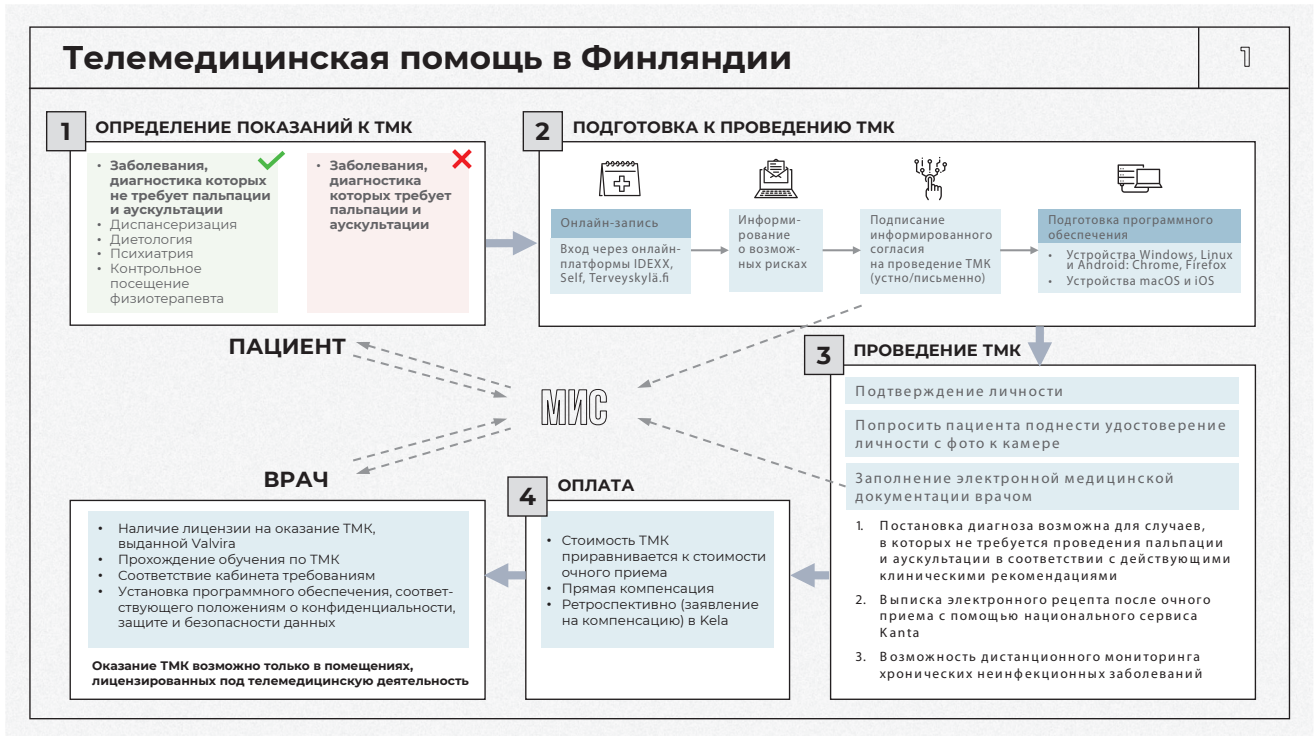 Телемедицинская помощь в Финляндии
1
1
ОПРЕДЕЛЕНИЕ ПОКАЗАНИЙ К ТМК
• Заболевания,
диагностика которых
не требует пальпации
и аускультации
• Диспансеризация
• Диетология
• Психиатрия
• Контрольное
посещение
физиотерапевта
• Заболевания,
диагностика
которых требует
пальпации и
аускультации
2
ПОДГОТОВКА К ПРОВЕДЕНИЮ ТМК
Онлайн-запись
Вход через онлайн-
платформы IDEXX,
Self, Terveyskylä.fi
Информи-
рование
о возмож-
ных рисках
Подписание
информированного
согласия
на проведение ТМК
(устно/письменно)
Подготовка программного
обеспечения
• Устройства Windows, Linux
и Android: Chrome, Firefox
• Устройства macOS и iOS
ПАЦИЕНТ
МИС
ВРАЧ
3
ПРОВЕДЕНИЕ ТМК
Подтверждение личности
Попросить пациента поднести удостоверение
личности с фото к камере
Заполнение электронной медицинской
документации врачом
1. Постановка диагноза возможна для случаев,
в которых не требуется проведения пальпации
и аускультации в соответствии с действующими
клиническими рекомендациями
2. Выписка электронного рецепта после очного
приема с помощью национального сервиса
Kanta
3. Возможность дистанционного мониторинга
хронических неинфекционных заболеваний
4
ОПЛАТА
• Стоимость ТМК
приравнивается к стоимости
очного приема
• Прямая компенсация
• Ретроспективно (заявление
на компенсацию) в Kela
• Наличие лицензии на оказание ТМК,
выданной Valvira
• Прохождение обучения по ТМК
• Соответствие кабинета требованиям
• Установка программного обеспечения, соответ-
ствующего положениям о конфиденциальности,
защите и безопасности данных
Оказание ТМК возможно только в помещениях,
лицензированных под телемедицинскую деятельность